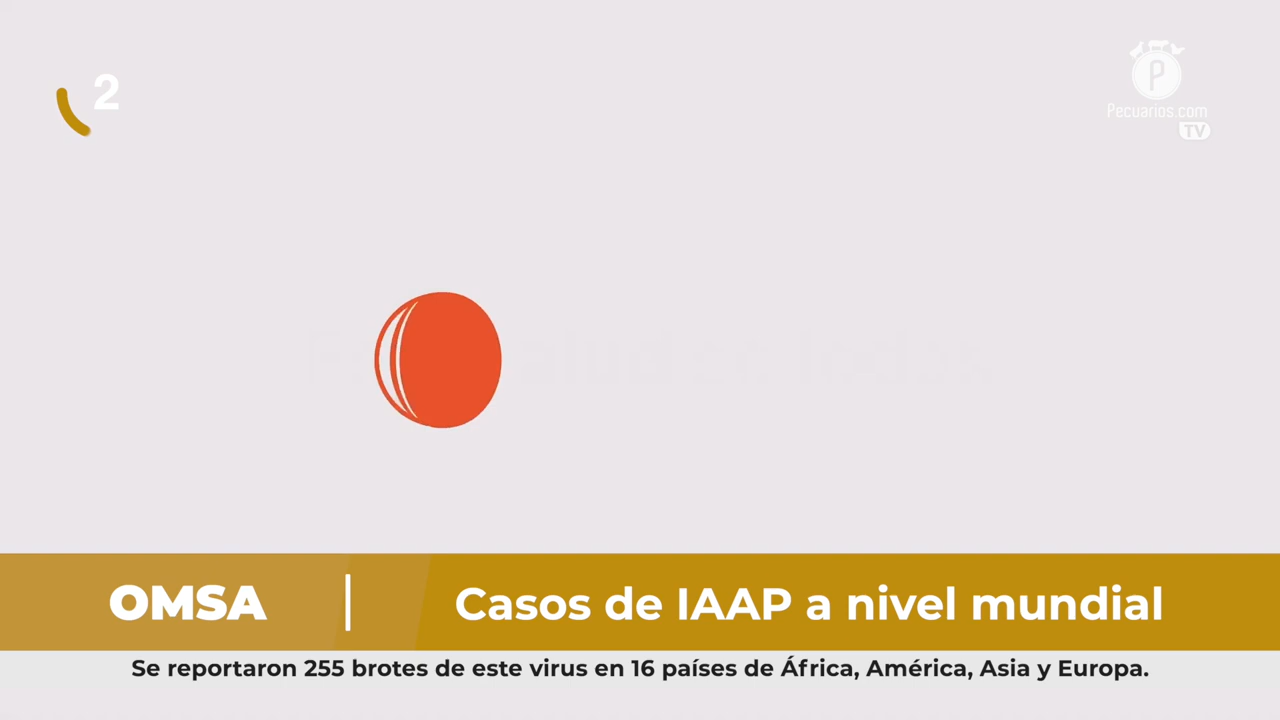 2
P
Pecuarios.com
TV
OMSA
Casos de IAAP a nivel mundial
Se reportaron 255 brotes de este virus en 16 países de África, América, Asia y Europa.